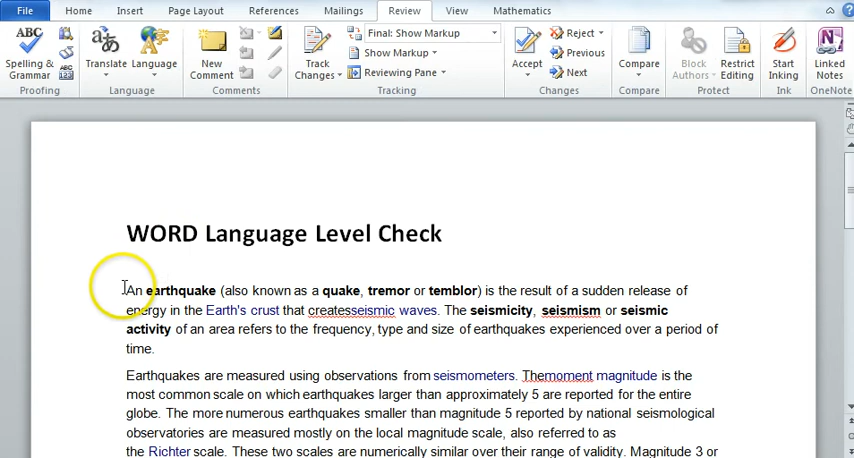 File Home Insert Page Layout References Mailings Review View Mathematics
ABC Spelling & Grammar
ABC 123
Proofing
Translate Language
Language
New Comment
Comments
Track Changes
Final: Show Markup
Show Markup
Reviewing Pane
Tracking
Accept
Reject
Previous
Next
Changes
Compare
Compare
Block Authors
Restrict Editing
Protect
Start Inking
Ink
Linked Notes
OneNote
WORD Language Level Check
An earthquake (also known as a quake, tremor or temblor) is the result of a sudden release of
energy in the Earth's crust that createsseismic waves. The seismicity, seismism or seismic
activity of an area refers to the frequency, type and size of earthquakes experienced over a period of
time.
Earthquakes are measured using observations from seismometers. Themoment magnitude is the
most common scale on which earthquakes larger than approximately 5 are reported for the entire
globe. The more numerous earthquakes smaller than magnitude 5 reported by national seismological
observatories are measured mostly on the local magnitude scale, also referred to as
the Richter scale. These two scales are numerically similar over their range of validity. Magnitude 3 or